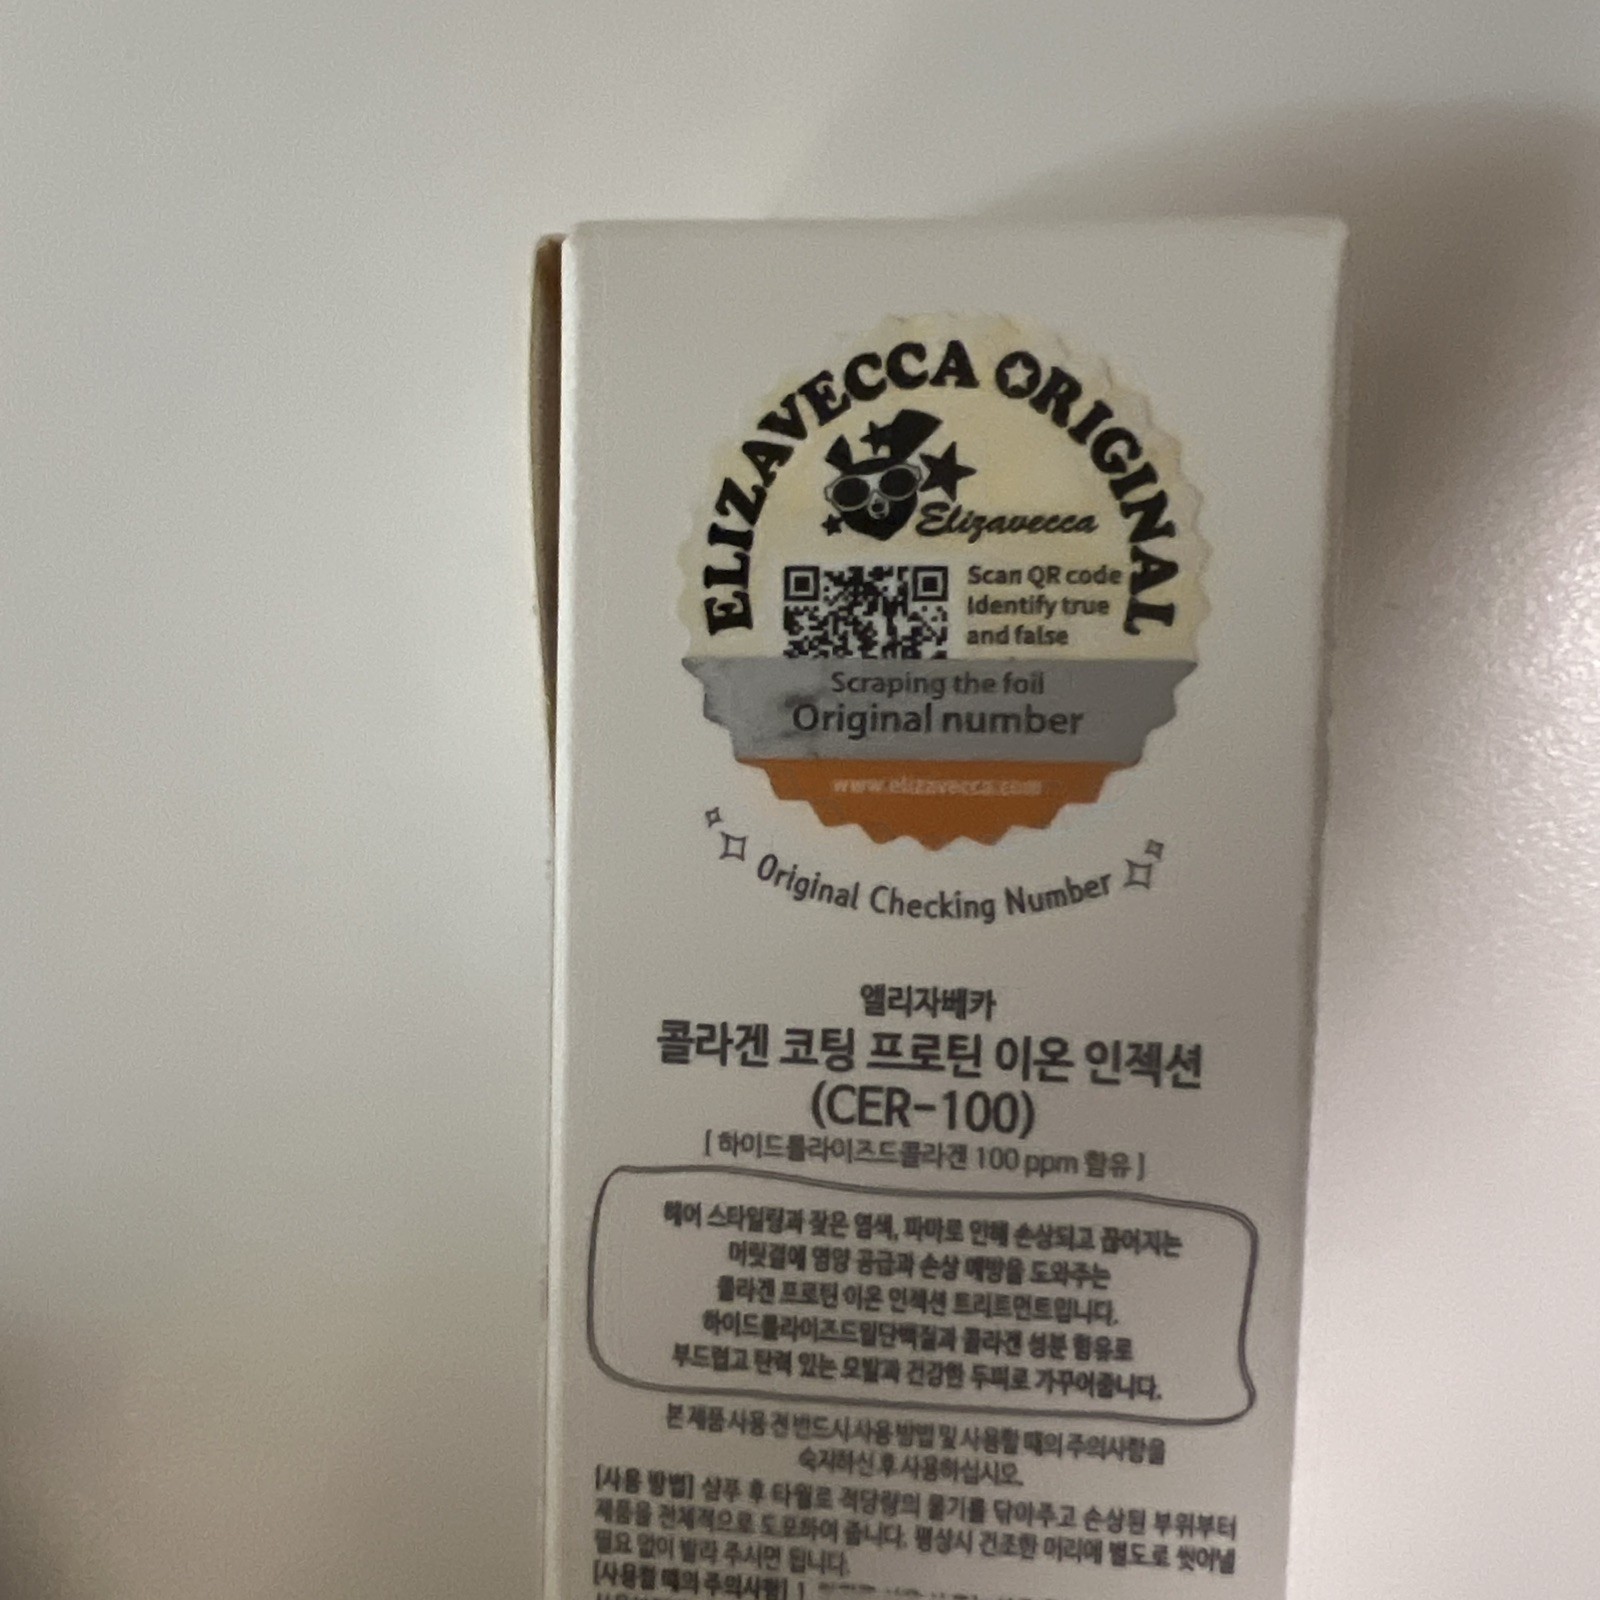 ELIZAVECCA ORIGINAL
Elizavecca
Scan QR code
Identify true
and false
Scraping the foil
Original number
www.elizavecca.com
Original Checking Number
엘리자베카
콜라겐 코팅 프로틴 이온 인젝션
(CER-100)
[ 하이드롤라이즈드콜라겐 100 ppm 함유 ]
헤어 스타일링과 잦은 염색, 파마로 인해 손상되고 끊어지는
머릿결에 영양 공급과 손상 예방을 도와주는
콜라겐 프로틴 이온 인젝션 트리트먼트입니다.
하이드롤라이즈드밀단백질과 콜라겐 성분 함유로
부드럽고 탄력 있는 모발과 건강한 두피로 가꾸어줍니다.
본 제품 사용 전 반드시 사용 방법 및 사용할 때의 주의사항을
숙지하신 후 사용하십시오.
[사용 방법] 샴푸 후 타월로 적당량의 물기를 닦아주고 손상된 부위부터
제품을 전체적으로 도포하여 줍니다. 평상시 건조한 머리에 별도로 씻어낼
필요 없이 발라 주시면 됩니다.
[사용할 때의 주의사항] 1.